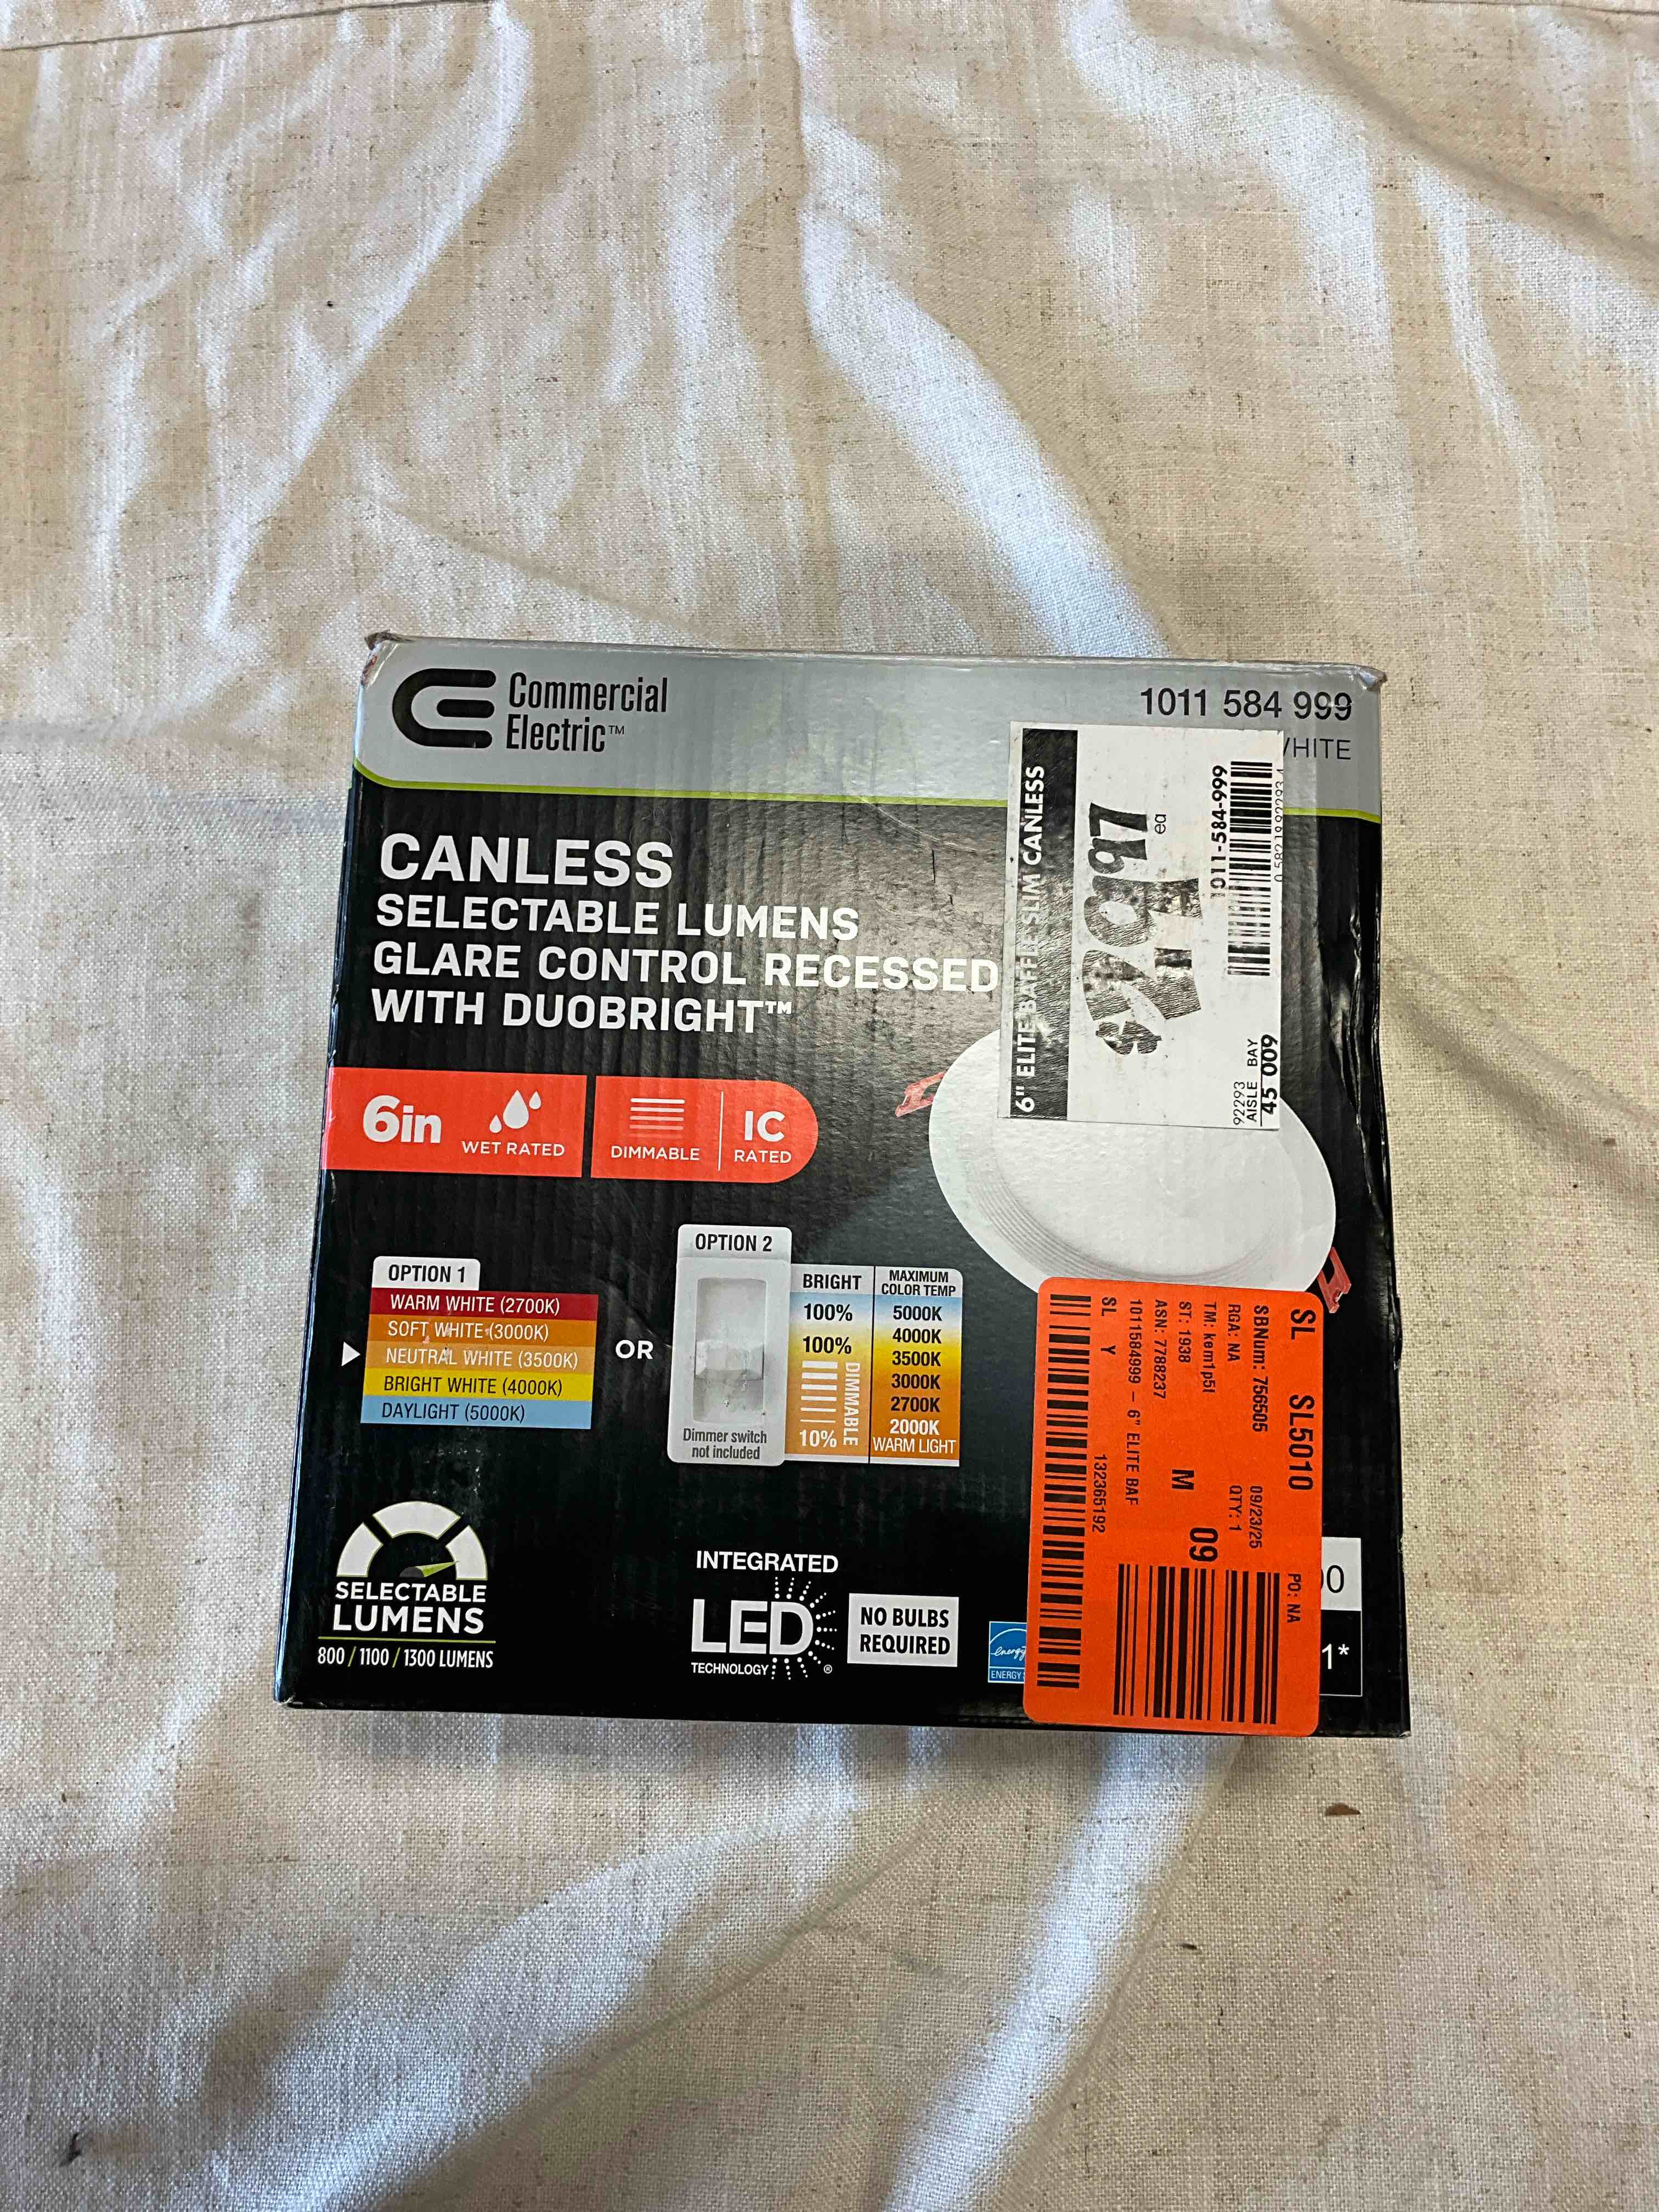 Commercial
Electric™
1011 584 999
WHITE
CANLESS
SELECTABLE LUMENS
GLARE CONTROL RECESSED
WITH DUOBRIGHT™
6" ELITE BAFFLE SLIM CANLESS
ea
1011-584-999
92293
AISLE BAY
45 009
6in
WET RATED
DIMMABLE
IC
RATED
OPTION 1
WARM WHITE (2700K)
SOFT WHITE (3000K)
NEUTRAL WHITE (3500K)
BRIGHT WHITE (4000K)
DAYLIGHT (5000K)
OR
OPTION 2
Dimmer switch
not included
BRIGHT
100%
100%
DIMMABLE
10%
MAXIMUM
COLOR TEMP
5000K
4000K
3500K
3000K
2700K
2000K
WARM LIGHT
SELECTABLE
LUMENS
800 / 1100 / 1300 LUMENS
INTEGRATED
LED
TECHNOLOGY
®
NO BULBS
REQUIRED
energy
ENERGY
SL SL5010 PO: NA
SBNum: 756505 09/23/25
RGA: NA QTY: 1
TM: kem1p5t
ST: 1938 M 09
ASN: 7788237
1011584999 - 6" ELITE BAF
SL Y 132365192
00
1*